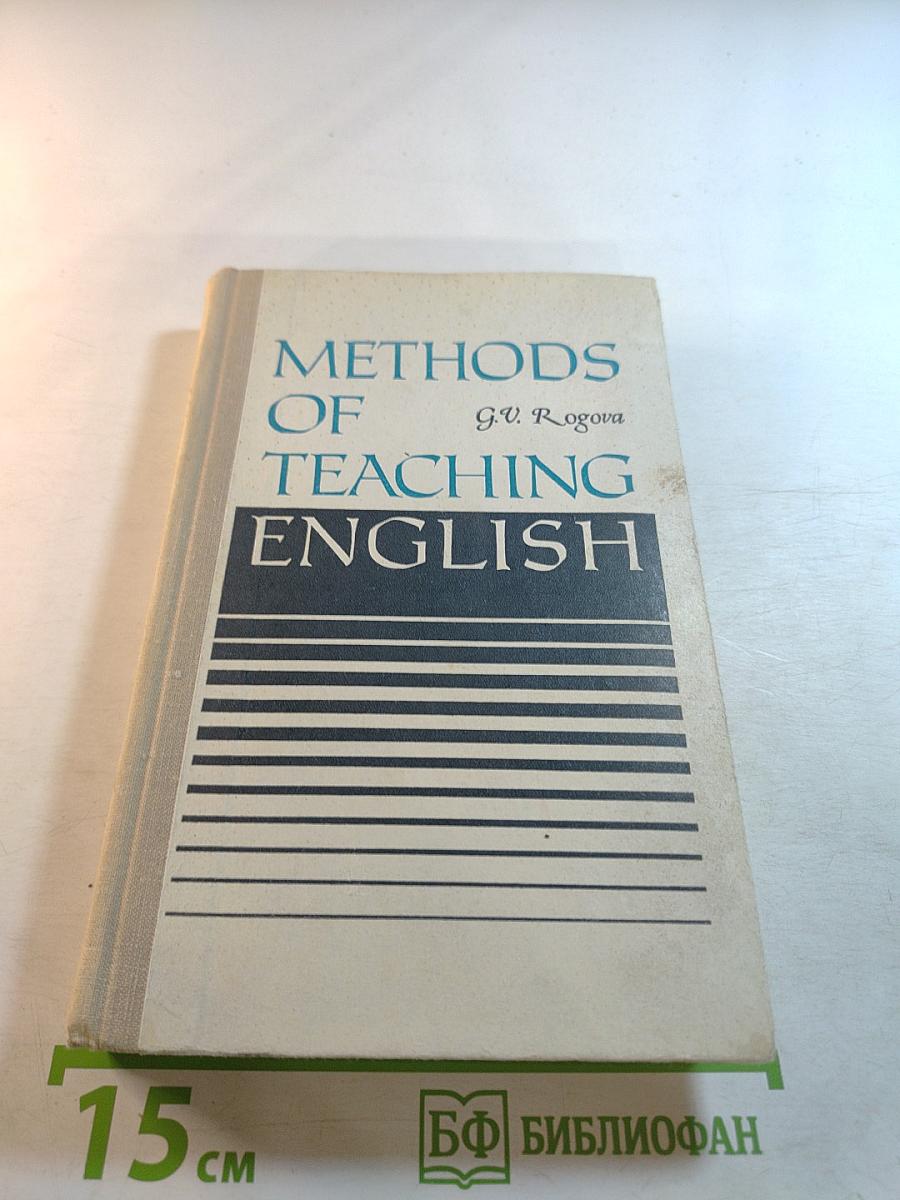 METHODS
OF
G.V. Rogova
TEACHING
ENGLISH
15 см
БФ БИБЛИОФАН